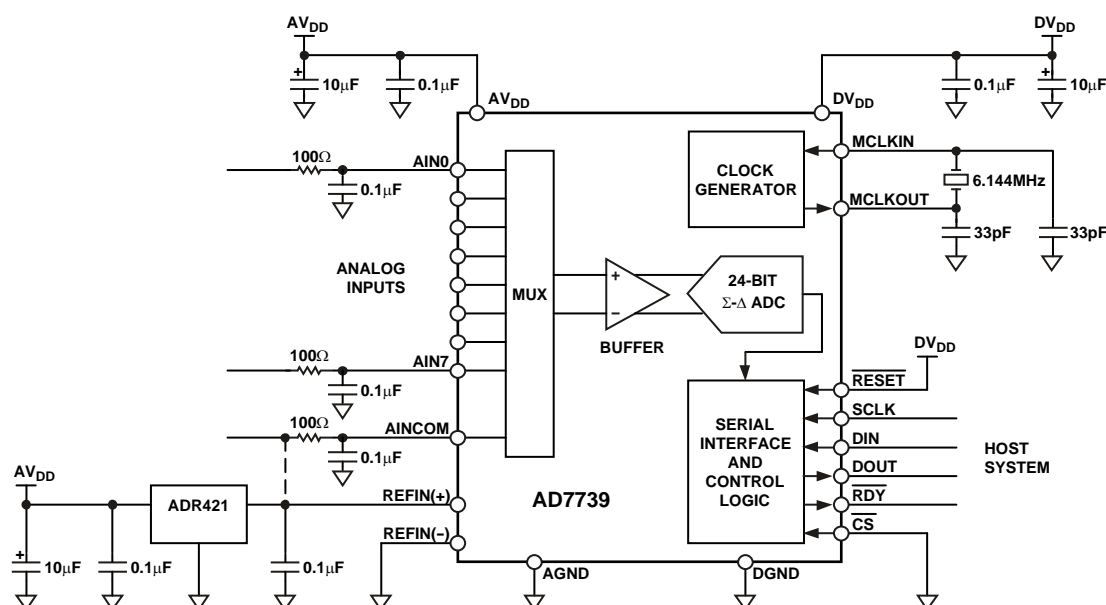 AVDD
DVDD
10μF
0.1μF
0.1μF
10μF
AVDD
DVDD
100Ω
AIN0
0.1μF
MCLKIN
CLOCK
GENERATOR
6.144MHz
MCLKOUT
33pF
33pF
ANALOG
INPUTS
MUX
+
−
BUFFER
24-BIT
Σ-Δ ADC
DVDD
100Ω
AIN7
0.1μF
RESET
SCLK
DIN
DOUT
RDY
CS
SERIAL
INTERFACE
AND
CONTROL
LOGIC
HOST
SYSTEM
100Ω
AINCOM
0.1μF
AVDD
ADR421
REFIN(+)
REFIN(−)
AD7739
10μF
0.1μF
0.1μF
AGND
DGND